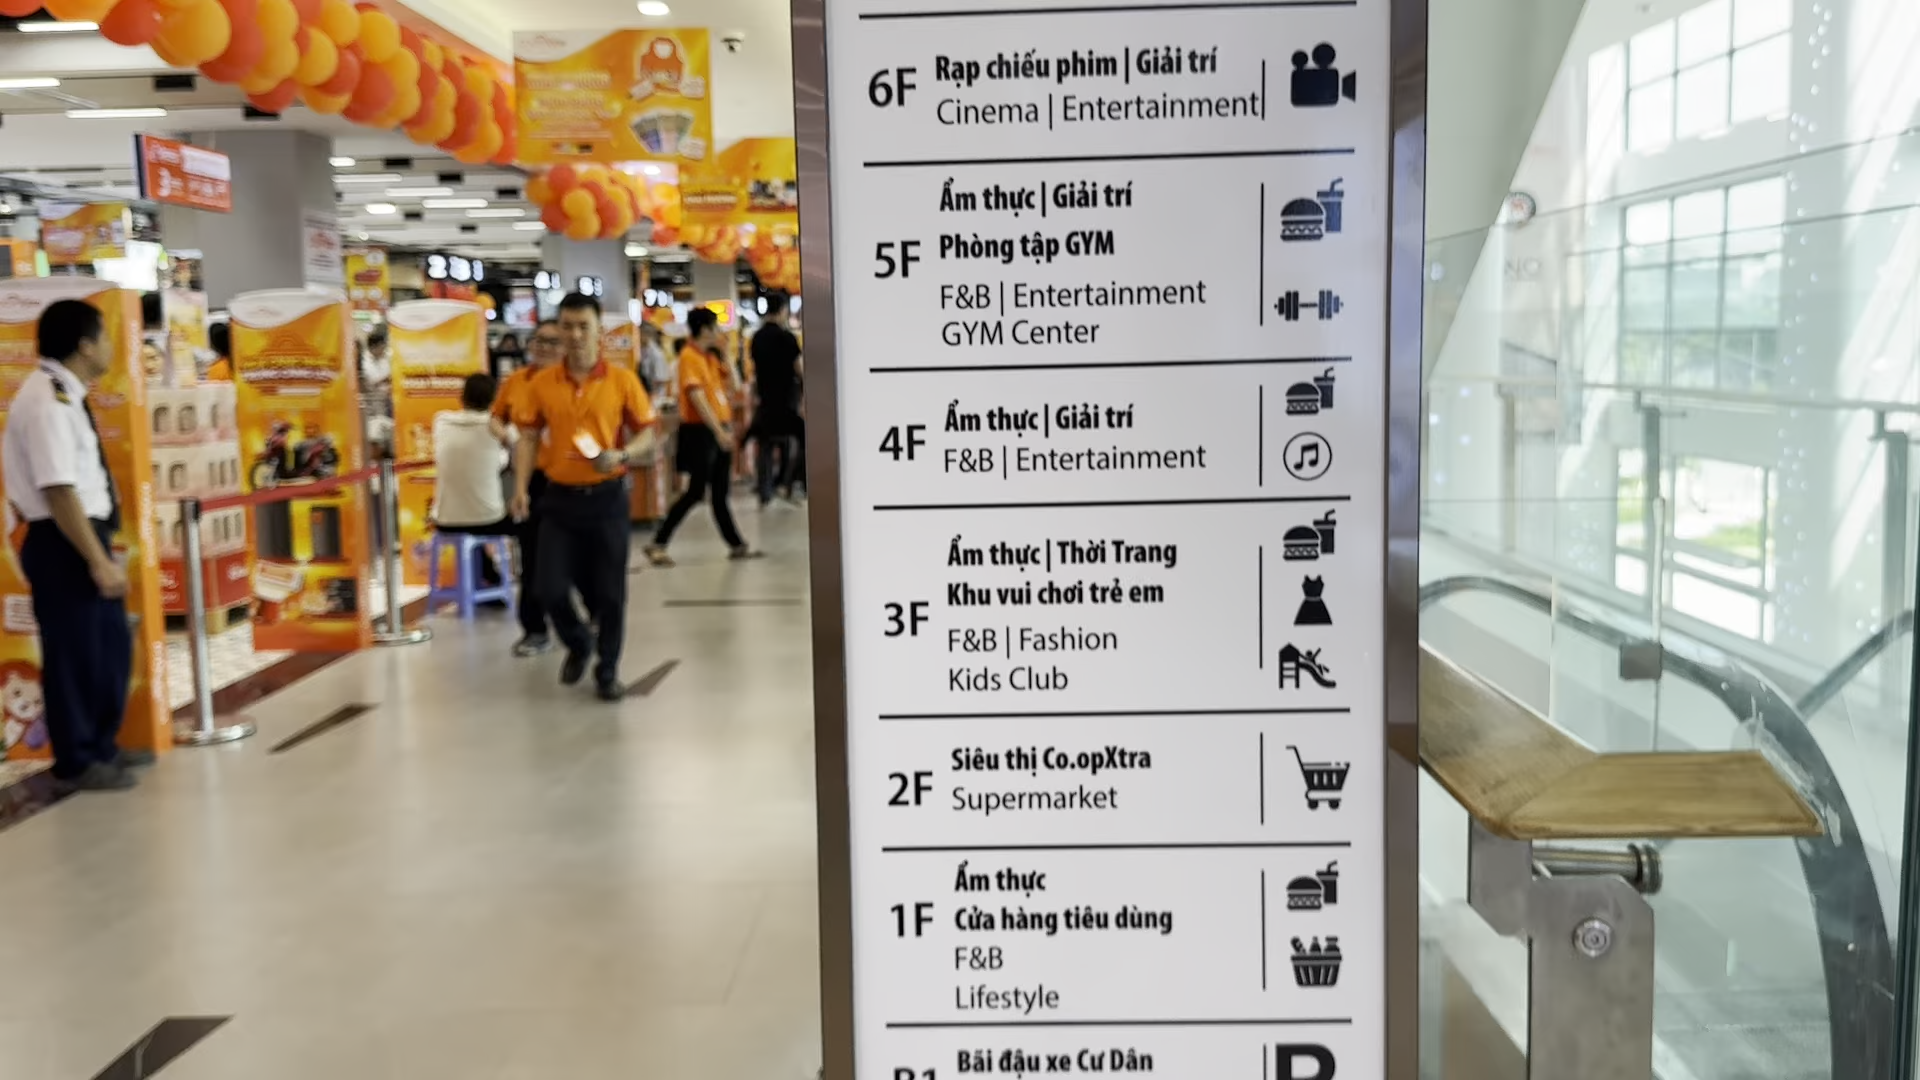 6F
Rạp chiếu phim | Giải trí
Cinema | Entertainment
5F
Ẩm thực | Giải trí
Phòng tập GYM
F&B | Entertainment
GYM Center
4F
Ẩm thực | Giải trí
F&B | Entertainment
3F
Ẩm thực | Thời Trang
Khu vui chơi trẻ em
F&B | Fashion
Kids Club
2F
Siêu thị Co.opXtra
Supermarket
1F
Ẩm thực
Cửa hàng tiêu dùng
F&B
Lifestyle
B1
Bãi đậu xe Cư Dân
P